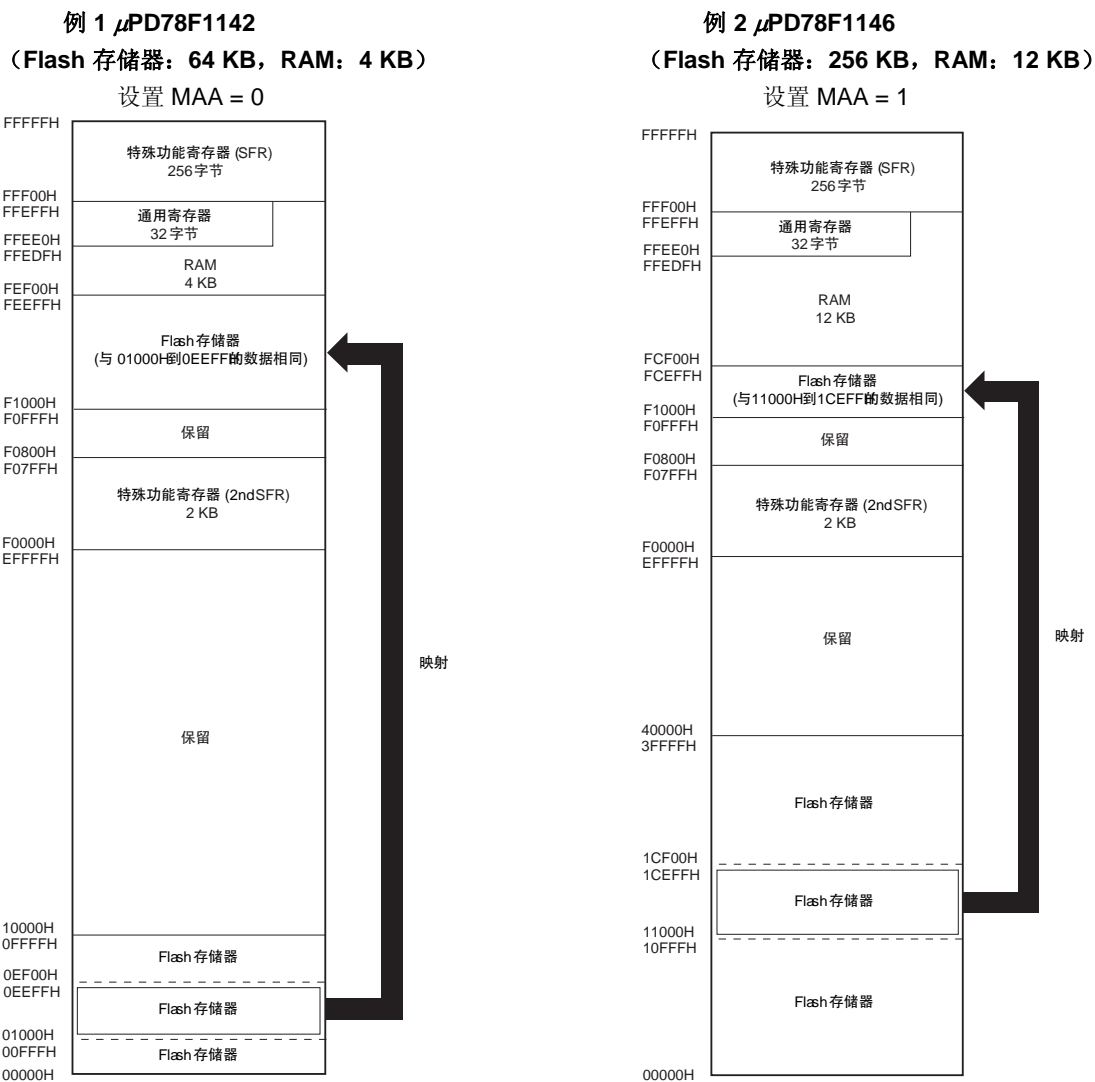 例 1 μPD78F1142
（Flash 存储器：64 KB，RAM：4 KB）
设置 MAA = 0
FFFFFH
特殊功能寄存器 (SFR)
256字节
FFF00H
FFEFFH
通用寄存器
32字节
FFEE0H
FFEDFH
RAM
4 KB
FEF00H
FEEFFH
Flash存储器
(与 01000H到0EEFFH的数据相同)
F1000H
F0FFFH
保留
F0800H
F07FFH
特殊功能寄存器 (2ndSFR)
2 KB
F0000H
EFFFFH
映射
保留
10000H
0FFFFH
Flash存储器
0EF00H
0EEFFH
Flash存储器
01000H
00FFFH
Flash存储器
00000H
例 2 μPD78F1146
（Flash 存储器：256 KB，RAM：12 KB）
设置 MAA = 1
FFFFFH
特殊功能寄存器 (SFR)
256字节
FFF00H
FFEFFH
通用寄存器
32字节
FFEE0H
FFEDFH
RAM
12 KB
FCF00H
FCEFFH
Flash存储器
(与11000H到1CEFFH的数据相同)
F1000H
F0FFFH
保留
F0800H
F07FFH
特殊功能寄存器 (2ndSFR)
2 KB
F0000H
EFFFFH
保留
映射
40000H
3FFFFH
Flash存储器
1CF00H
1CEFFH
Flash存储器
11000H
10FFFH
Flash存储器
00000H